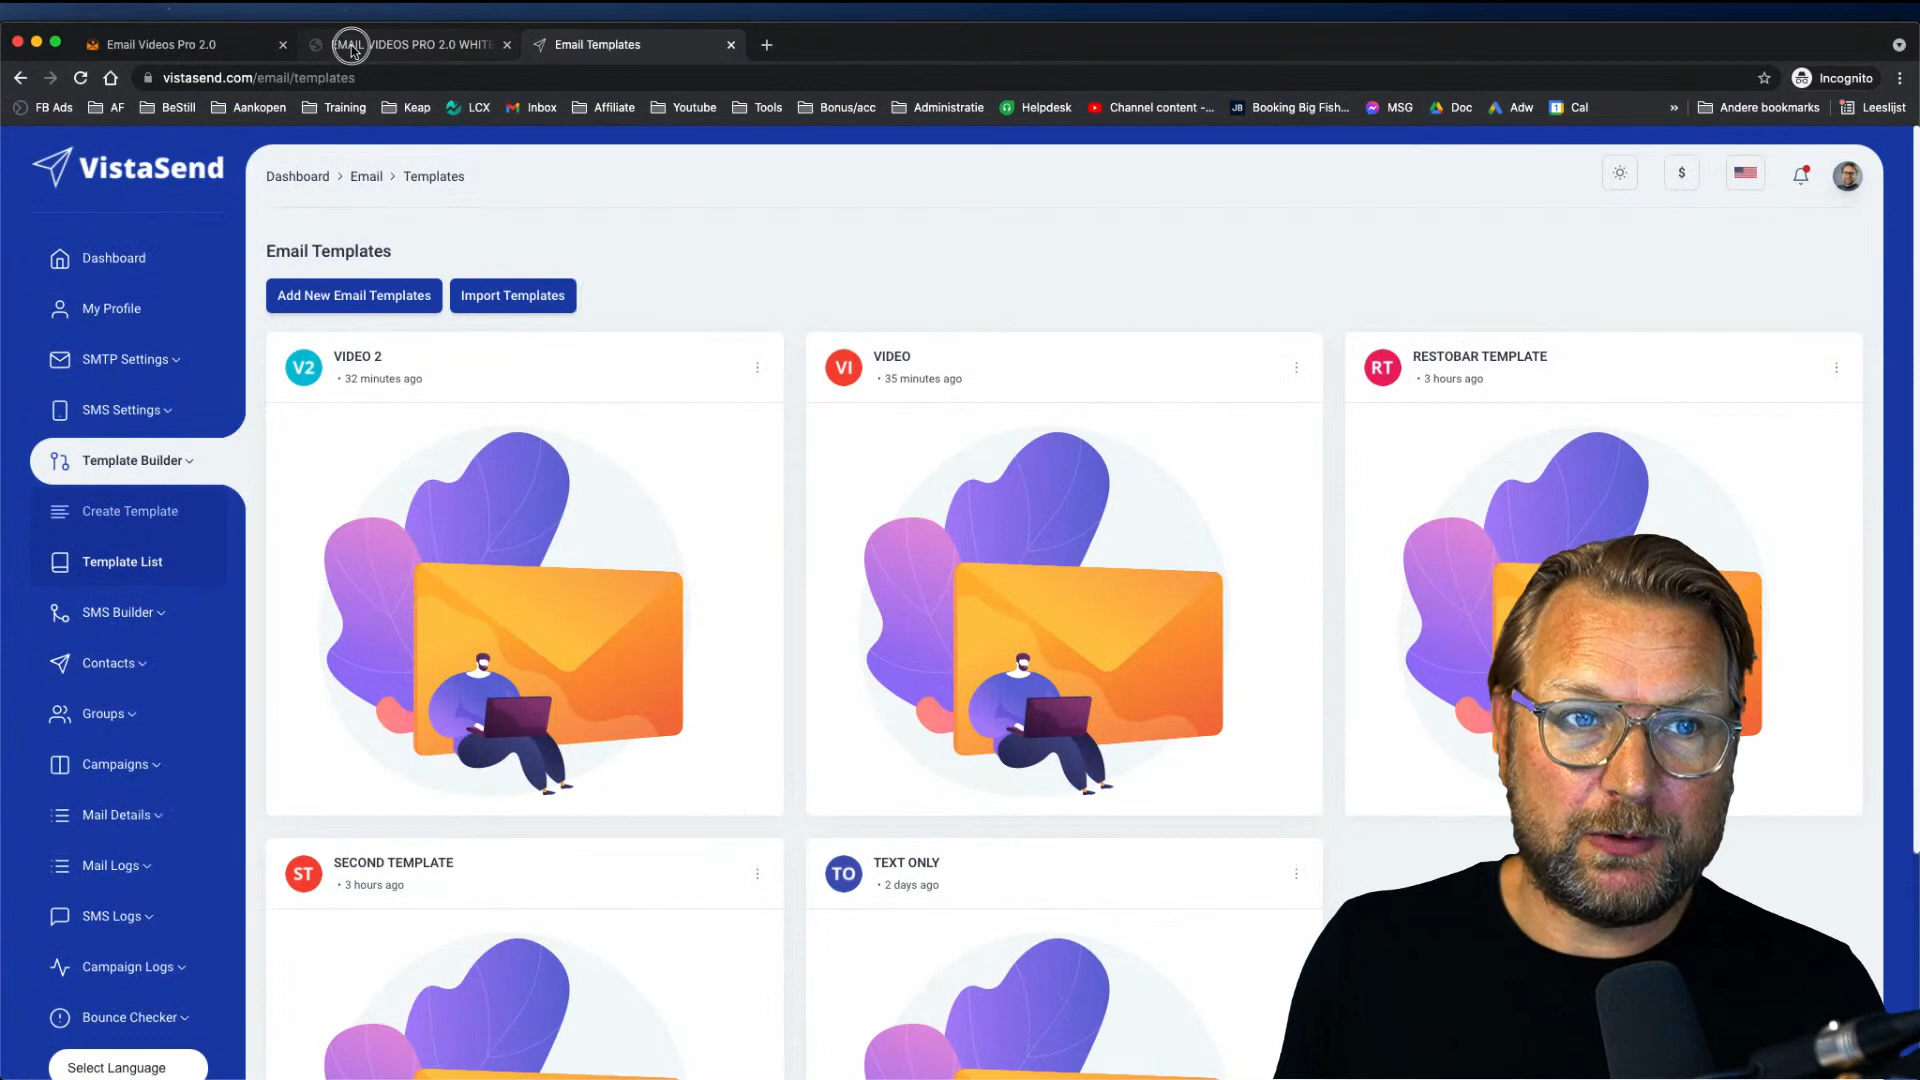 Email Videos Pro 2.0
EMAIL VIDEOS PRO 2.0 WHITE
Email Templates
vistasend.com/email/templates
Incognito
FB Ads
AF
BeStill
Aankopen
Training
Keap
LCX
Inbox
Affiliate
Youtube
Tools
Bonus/acc
Administratie
Helpdesk
Channel content -...
JB
Booking Big Fish...
MSG
Doc
Adw
Cal
»
Andere bookmarks
Leeslijst
VistaSend
Dashboard > Email > Templates
$
Dashboard
My Profile
SMTP Settings
SMS Settings
Template Builder
Create Template
Template List
SMS Builder
Contacts
Groups
Campaigns
Mail Details
Mail Logs
SMS Logs
Campaign Logs
Bounce Checker
Select Language
Email Templates
Add New Email Templates
Import Templates
V2
VIDEO 2
• 32 minutes ago
VI
VIDEO
• 35 minutes ago
RT
RESTOBAR TEMPLATE
• 3 hours ago
ST
SECOND TEMPLATE
• 3 hours ago
TO
TEXT ONLY
• 2 days ago